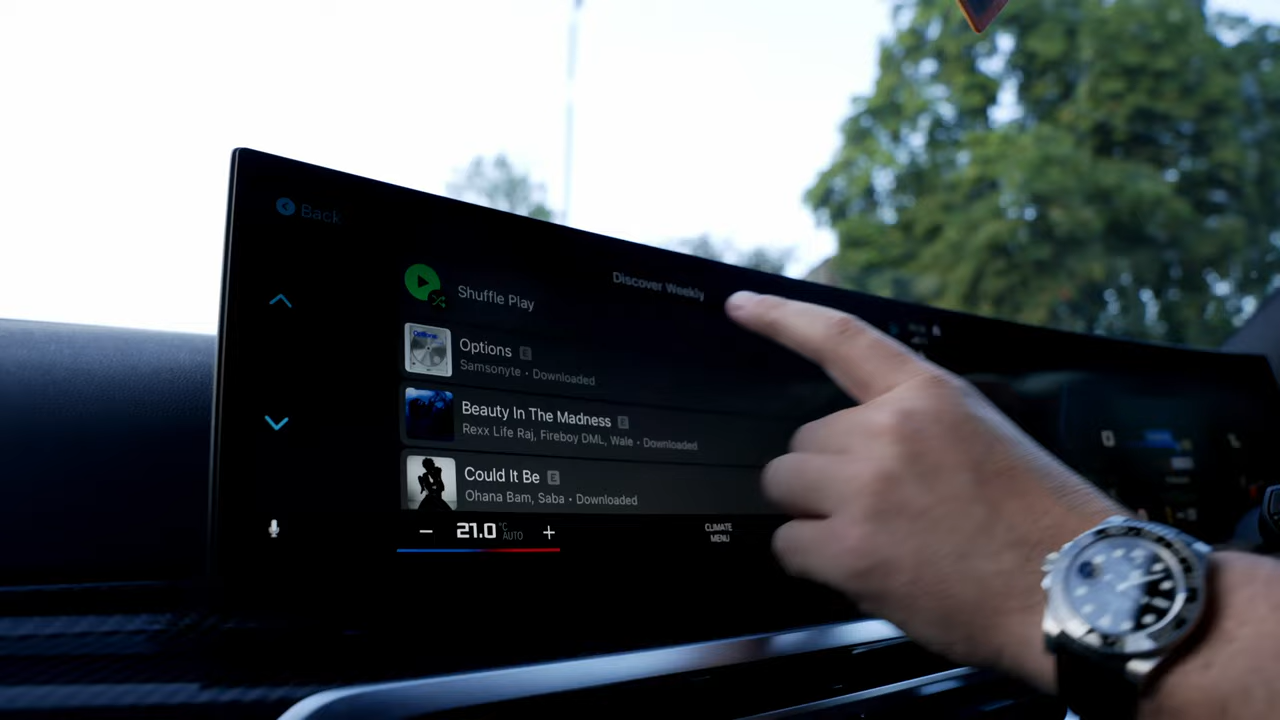 Back
Discover Weekly
Shuffle Play
Options E
Samsonyte • Downloaded
Beauty In The Madness E
Rexx Life Raj, Fireboy DML, Wale • Downloaded
Could It Be E
Ohana Bam, Saba • Downloaded
21.0 °C AUTO
CLIMATE
MENU